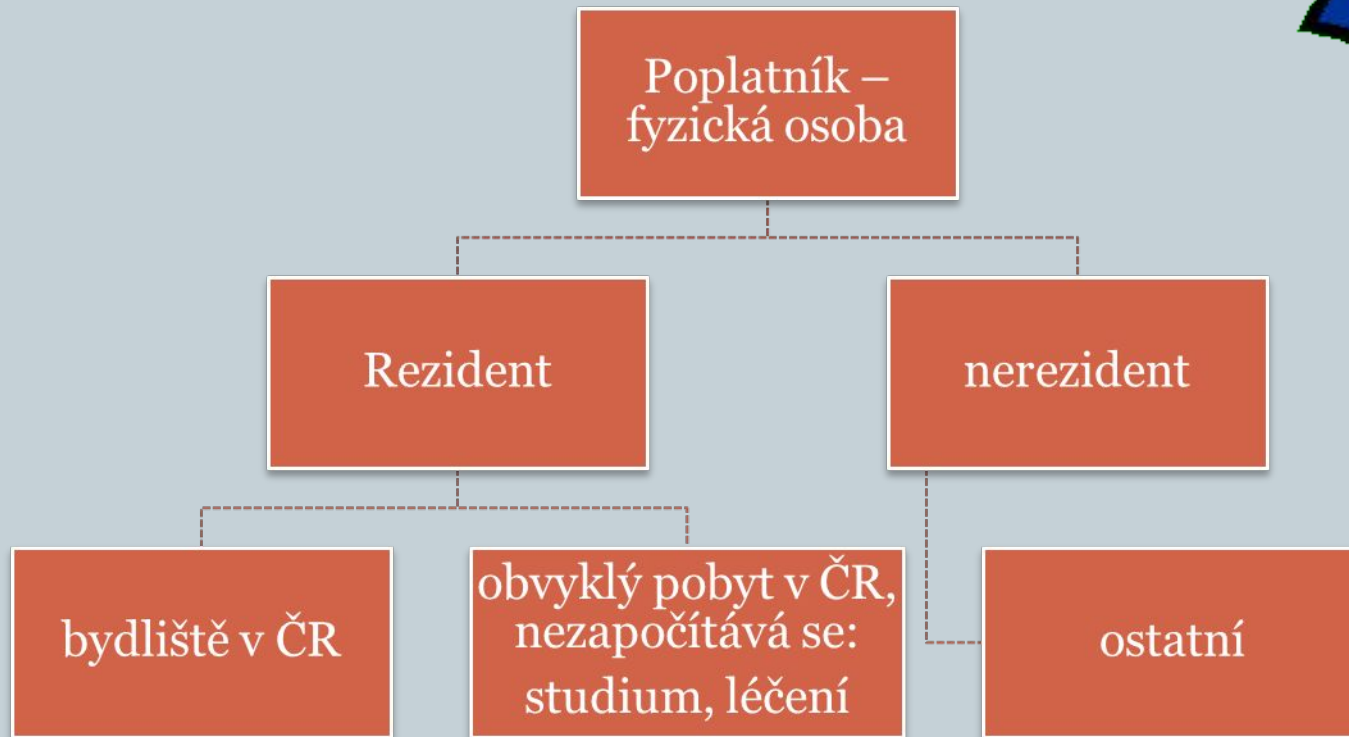 Poplatník –
fyzická osoba
Rezident
nerezident
bydliště v ČR
obvyklý pobyt v ČR,
nezapočítává se:
studium, léčení
ostatní